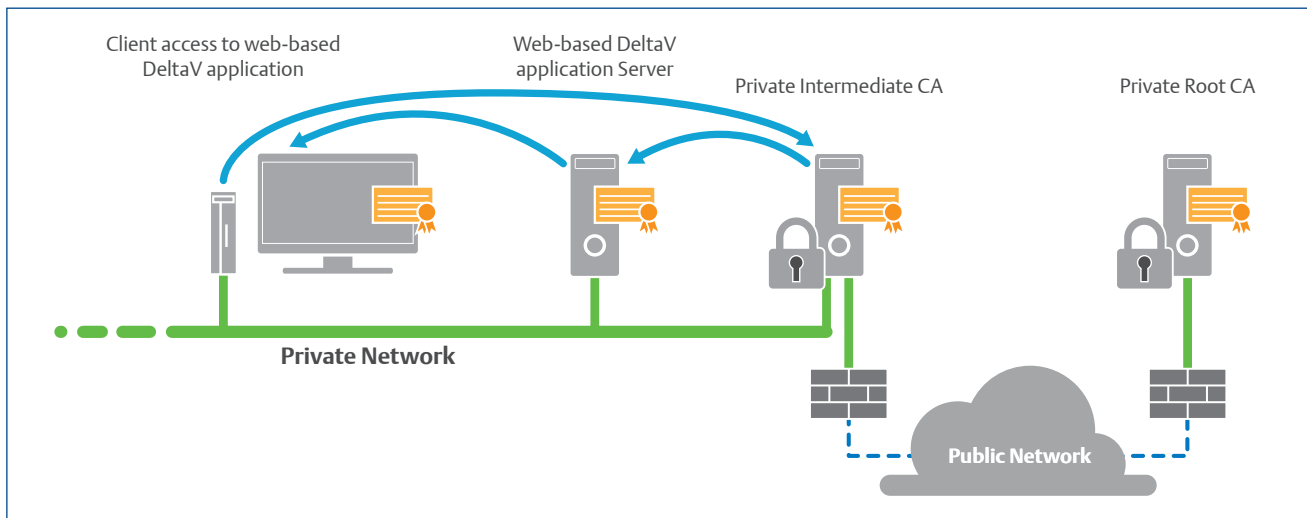 Client access to web-based
DeltaV application
Web-based DeltaV
application Server
Private Intermediate CA
Private Root CA
Private Network
Public Network